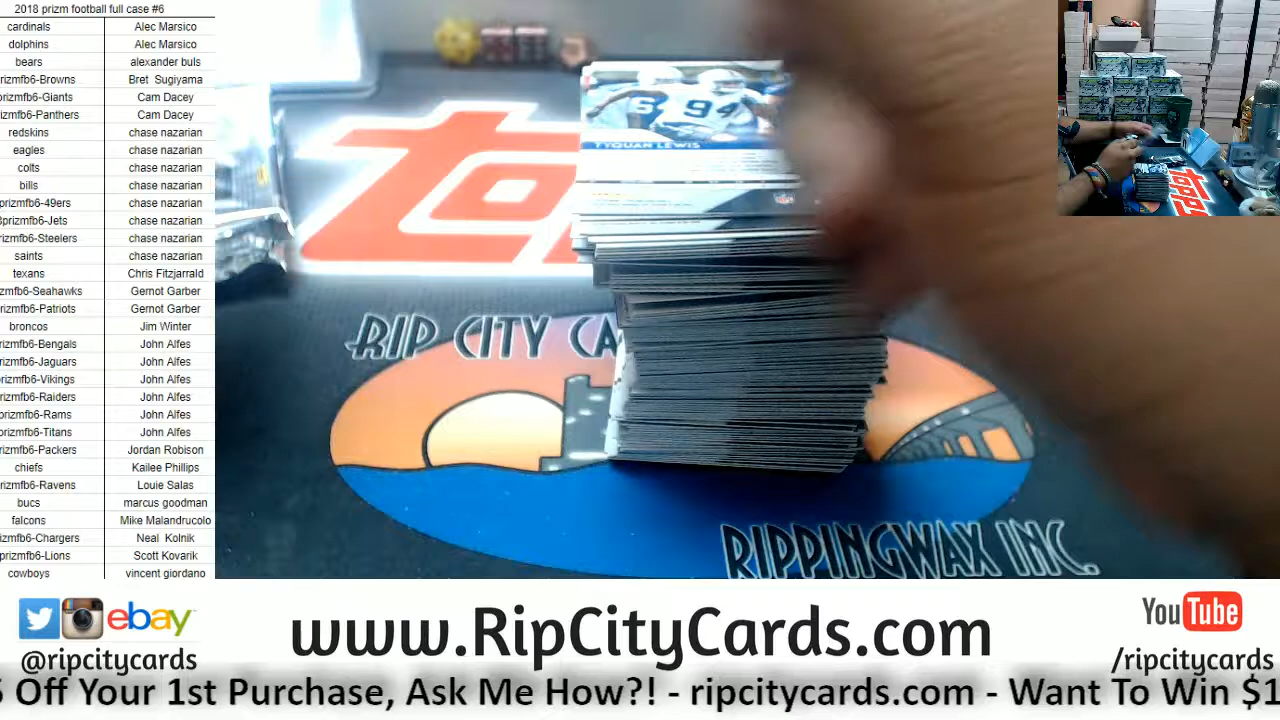 2018 prizm football full case #6
cardinals Alec Marsico
dolphins Alec Marsico
bears alexander buls
rizmfb6-Browns Bret Sugiyama
prizmfb6-Giants Cam Dacey
rizmfb6-Panthers Cam Dacey
redskins chase nazarian
eagles chase nazarian
colts chase nazarian
bills chase nazarian
prizmfb6-49ers chase nazarian
8prizmfb6-Jets chase nazarian
rizmfb6-Steelers chase nazarian
saints chase nazarian
texans Chris Fitzjarrald
zmfb6-Seahawks Gernot Garber
rizmfb6-Patriots Gernot Garber
broncos Jim Winter
rizmfb6-Bengals John Alfes
rizmfb6-Jaguars John Alfes
rizmfb6-Vikings John Alfes
rizmfb6-Raiders John Alfes
prizmfb6-Rams John Alfes
prizmfb6-Titans John Alfes
rizmfb6-Packers Jordan Robison
chiefs Kailee Phillips
rizmfb6-Ravens Louie Salas
bucs marcus goodman
falcons Mike Malandrucolo
izmfb6-Chargers Neal Kolnik
prizmfb6-Lions Scott Kovarik
cowboys vincent giordano
TYQUAN LEWIS
94
to
topps
RIP CITY CA
RIPPINGWAX INC.
ebay
@ripcitycards
www.RipCityCards.com
YouTube
/ripcitycards
Off Your 1st Purchase, Ask Me How?! - ripcitycards.com - Want To Win $1